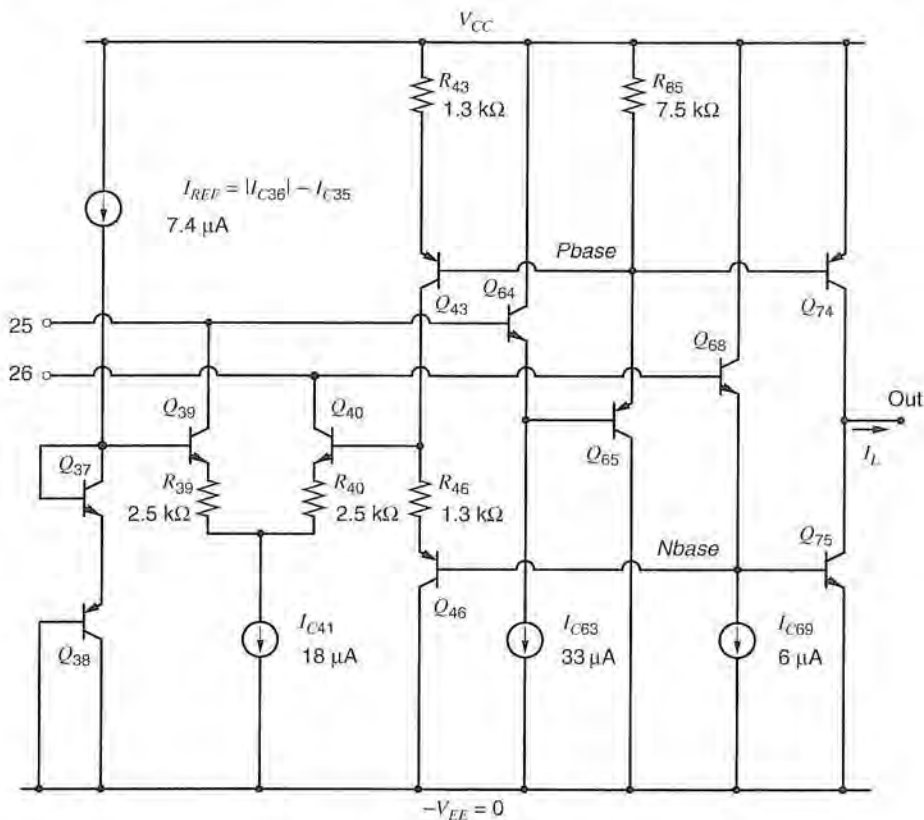 V_CC
R_43
1.3 kΩ
R_65
7.5 kΩ
I_REF = |I_C36| − I_C35
7.4 µA
Pbase
Q_64
Q_43
Q_74
25
Q_68
26
Out
Q_39
Q_40
I_L
Q_65
Q_37
R_39
2.5 kΩ
R_40
2.5 kΩ
R_46
1.3 kΩ
Q_75
Nbase
Q_46
Q_38
I_C41
18 µA
I_C63
33 µA
I_C69
6 µA
−V_EE = 0